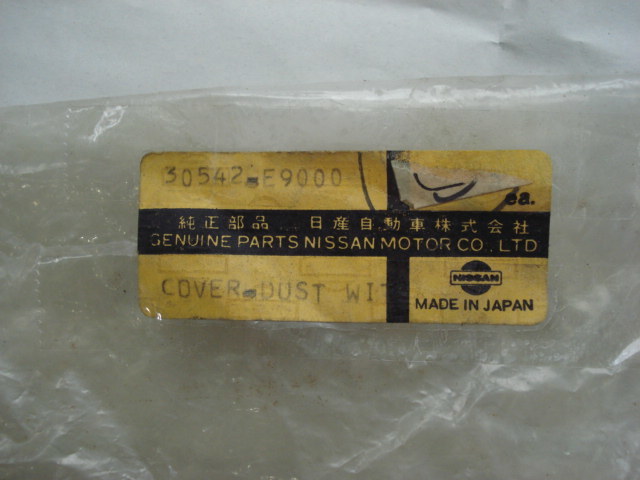 30542-E9000
ea.
純正部品 日産自動車株式会社
GENUINE PARTS NISSAN MOTOR CO., LTD
COVER-DUST WIT
NISSAN
MADE IN JAPAN